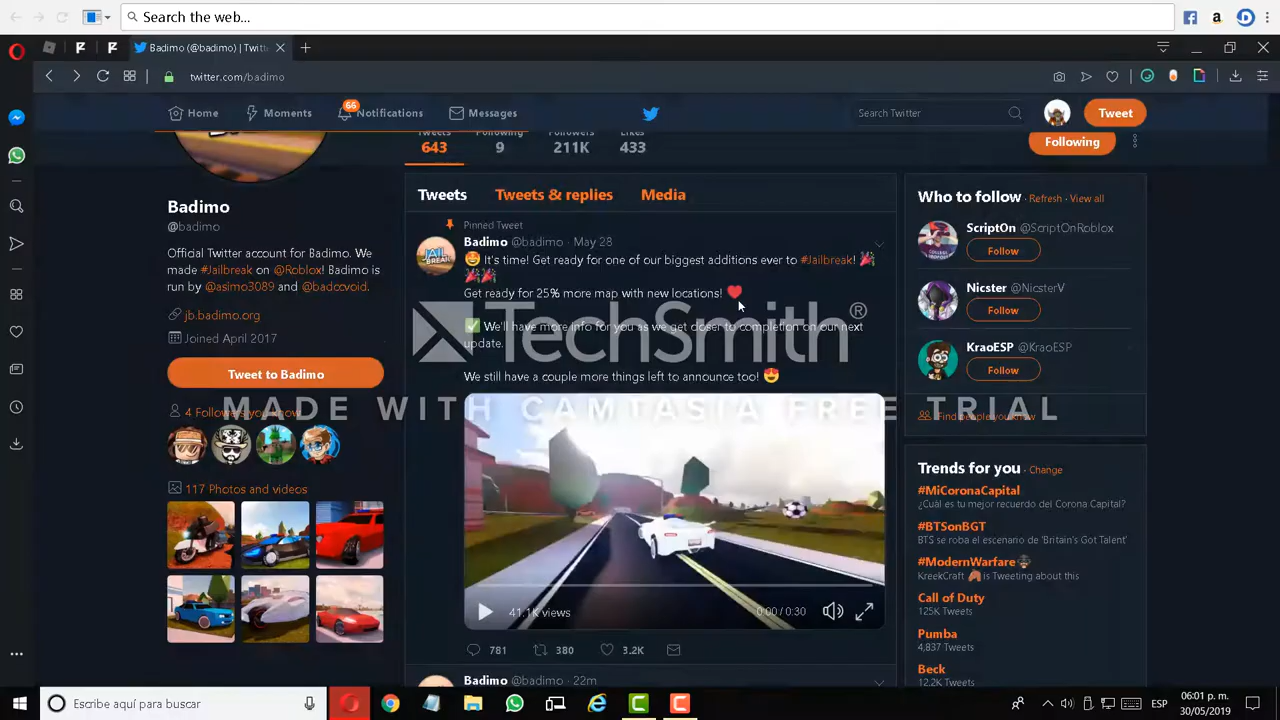 Search the web...
Badimo (@badimo) | Twitt
twitter.com/badimo
Home
Moments
66
Notifications
Messages
Search Twitter
Tweet
Tweets
Following
Followers
Likes
643
9
211K
433
Following
Badimo
@badimo
Official Twitter account for Badimo. We
made #Jailbreak on @Roblox! Badimo is
run by @asimo3089 and @badccvoid.
jb.badimo.org
Joined April 2017
Tweet to Badimo
4 Followers you know
117 Photos and videos
Tweets
Tweets & replies
Media
Pinned Tweet
Badimo @badimo · May 28
🤩 It's time! Get ready for one of our biggest additions ever to #Jailbreak! 🎉
🎉🎉
Get ready for 25% more map with new locations! ❤️
✅ We'll have more info for you as we get closer to completion on our next
update.
We still have a couple more things left to announce too! 😍
41.1K views
0:00 / 0:30
781
380
3.2K
Badimo @badimo · 22m
Who to follow · Refresh · View all
ScriptOn @ScriptOnRoblox
Follow
Nicster @NicsterV
Follow
KraoESP @KraoESP
Follow
Find people you know
Trends for you · Change
#MiCoronaCapital
¿Cuál es tu mejor recuerdo del Corona Capital?
#BTSonBGT
BTS se roba el escenario de 'Britain's Got Talent'
#ModernWarfare
KreekCraft is Tweeting about this
Call of Duty
125K Tweets
Pumba
4,837 Tweets
Beck
12.2K Tweets
TechSmith®
MADE WITH CAMTASIA FREE TRIAL
Escribe aquí para buscar
ESP
06:01 p. m.
30/05/2019